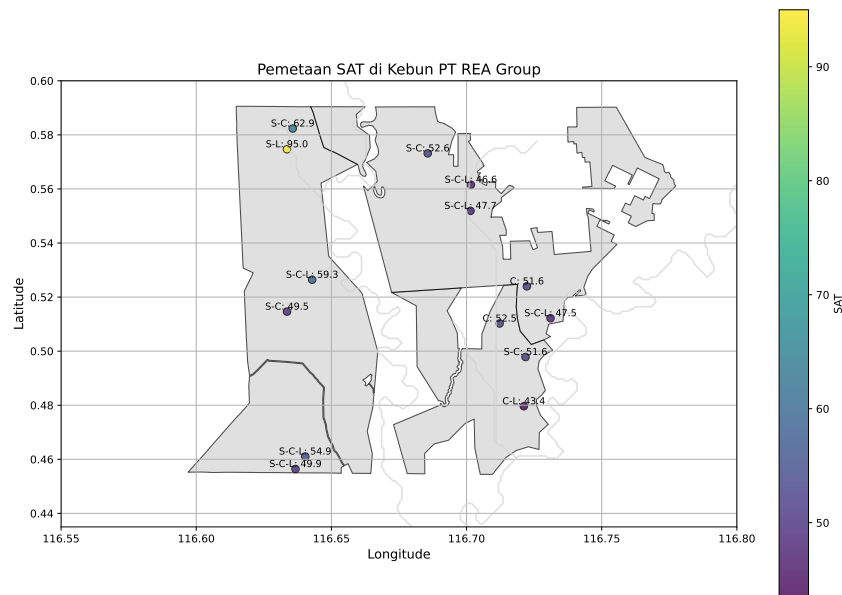 Pemetaan SAT di Kebun PT REA Group
0.60
0.58
0.56
0.54
0.52
0.50
0.48
0.46
0.44
Latitude
S-C: 62.9
S-L: 95.0
S-C: 52.6
S-C-L: 46.6
S-C-L: 47.7
S-C-L: 59.3
C: 51.6
S-C: 49.5
C: 52.5
S-C-L: 47.5
S-C: 51.6
C-L: 43.4
S-C-L: 54.9
S-C-L: 49.9
116.55
116.60
116.65
116.70
116.75
116.80
Longitude
90
80
70
60
50
SAT